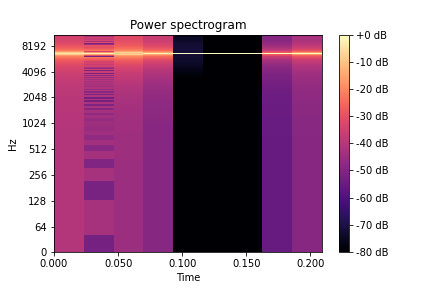 Power spectrogram
8192
4096
2048
1024
512
256
128
64
0
Hz
0.000 0.050 0.100 0.150 0.200
Time
+0 dB
-10 dB
-20 dB
-30 dB
-40 dB
-50 dB
-60 dB
-70 dB
-80 dB